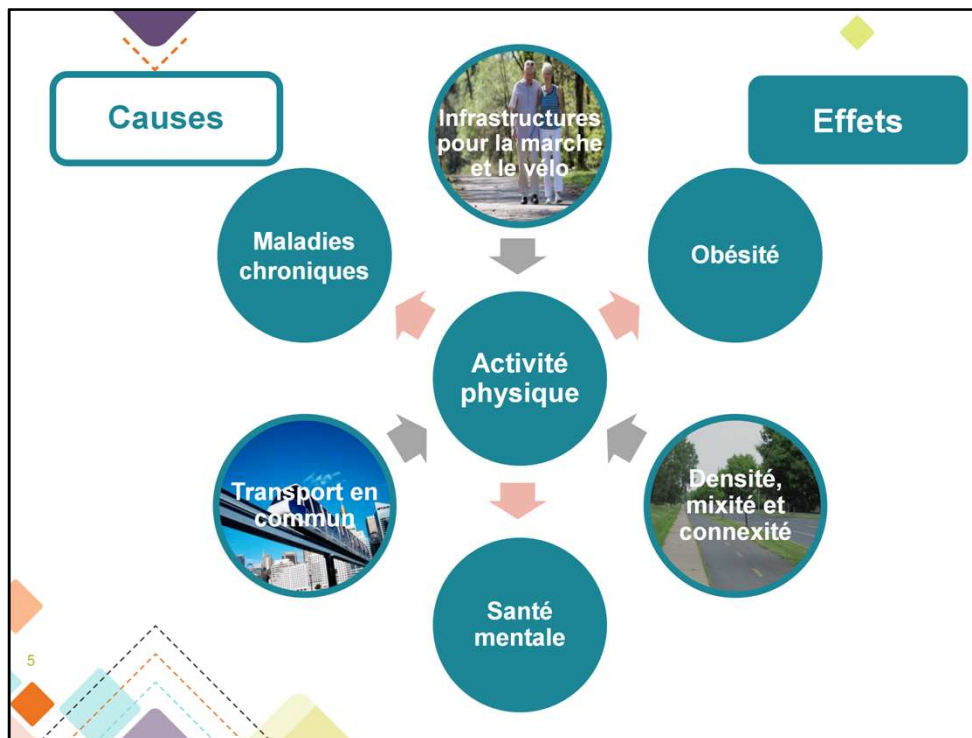 Causes
Effets
Infrastructures
pour la marche
et le vélo
Maladies
chroniques
Obésité
Activité
physique
Transport en
commun
Densité,
mixité et
connexité
Santé
mentale
5